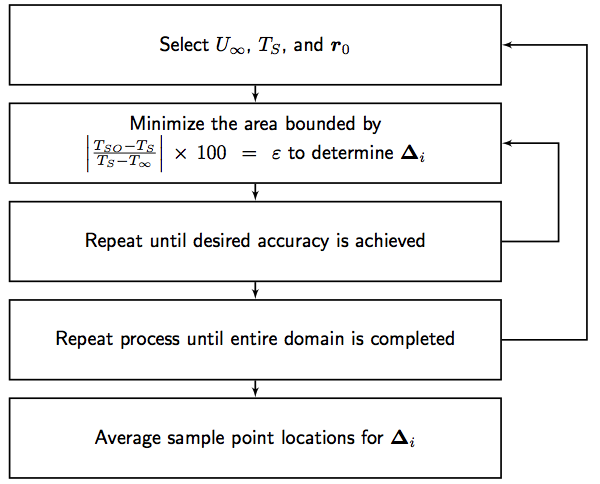 Select U∞, TS, and r0
Minimize the area bounded by
|TSO−TS / TS−T∞| × 100 = ε to determine Δi
Repeat until desired accuracy is achieved
Repeat process until entire domain is completed
Average sample point locations for Δi